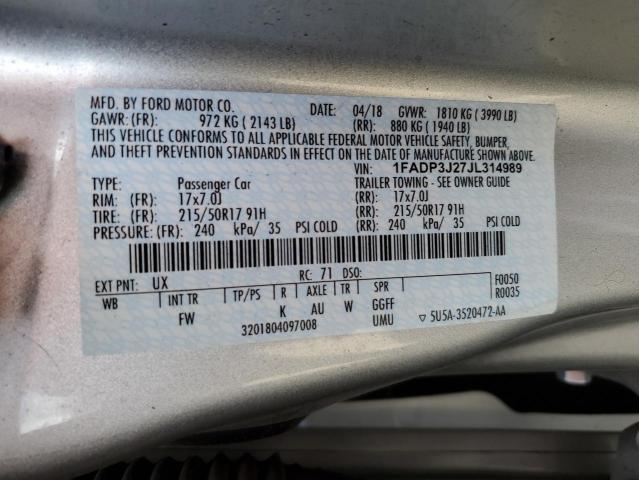 MFD. BY FORD MOTOR CO. DATE: 04/18 GVWR: 1810 KG ( 3990 LB)
GAWR: (FR): 972 KG ( 2143 LB) (RR): 880 KG ( 1940 LB)
THIS VEHICLE CONFORMS TO ALL APPLICABLE FEDERAL MOTOR VEHICLE SAFETY, BUMPER,
AND THEFT PREVENTION STANDARDS IN EFFECT ON THE DATE OF MANUFACTURE SHOWN ABOVE.
VIN: 1FADP3J27JL314989
TYPE: Passenger Car TRAILER TOWING - SEE OWNER GUIDE
RIM: (FR): 17x7.0J (RR): 17x7.0J
TIRE: (FR): 215/50R17 91H (RR): 215/50R17 91H
PRESSURE: (FR): 240 kPa/ 35 PSI COLD (RR): 240 kPa/ 35 PSI COLD
EXT PNT: UX RC: 71 DSO: F0050
WB INT TR TP/PS R AXLE TR SPR R0035
FW K AU W GGFF
3201804097008 UMU ▽ 5U5A-3520472-AA